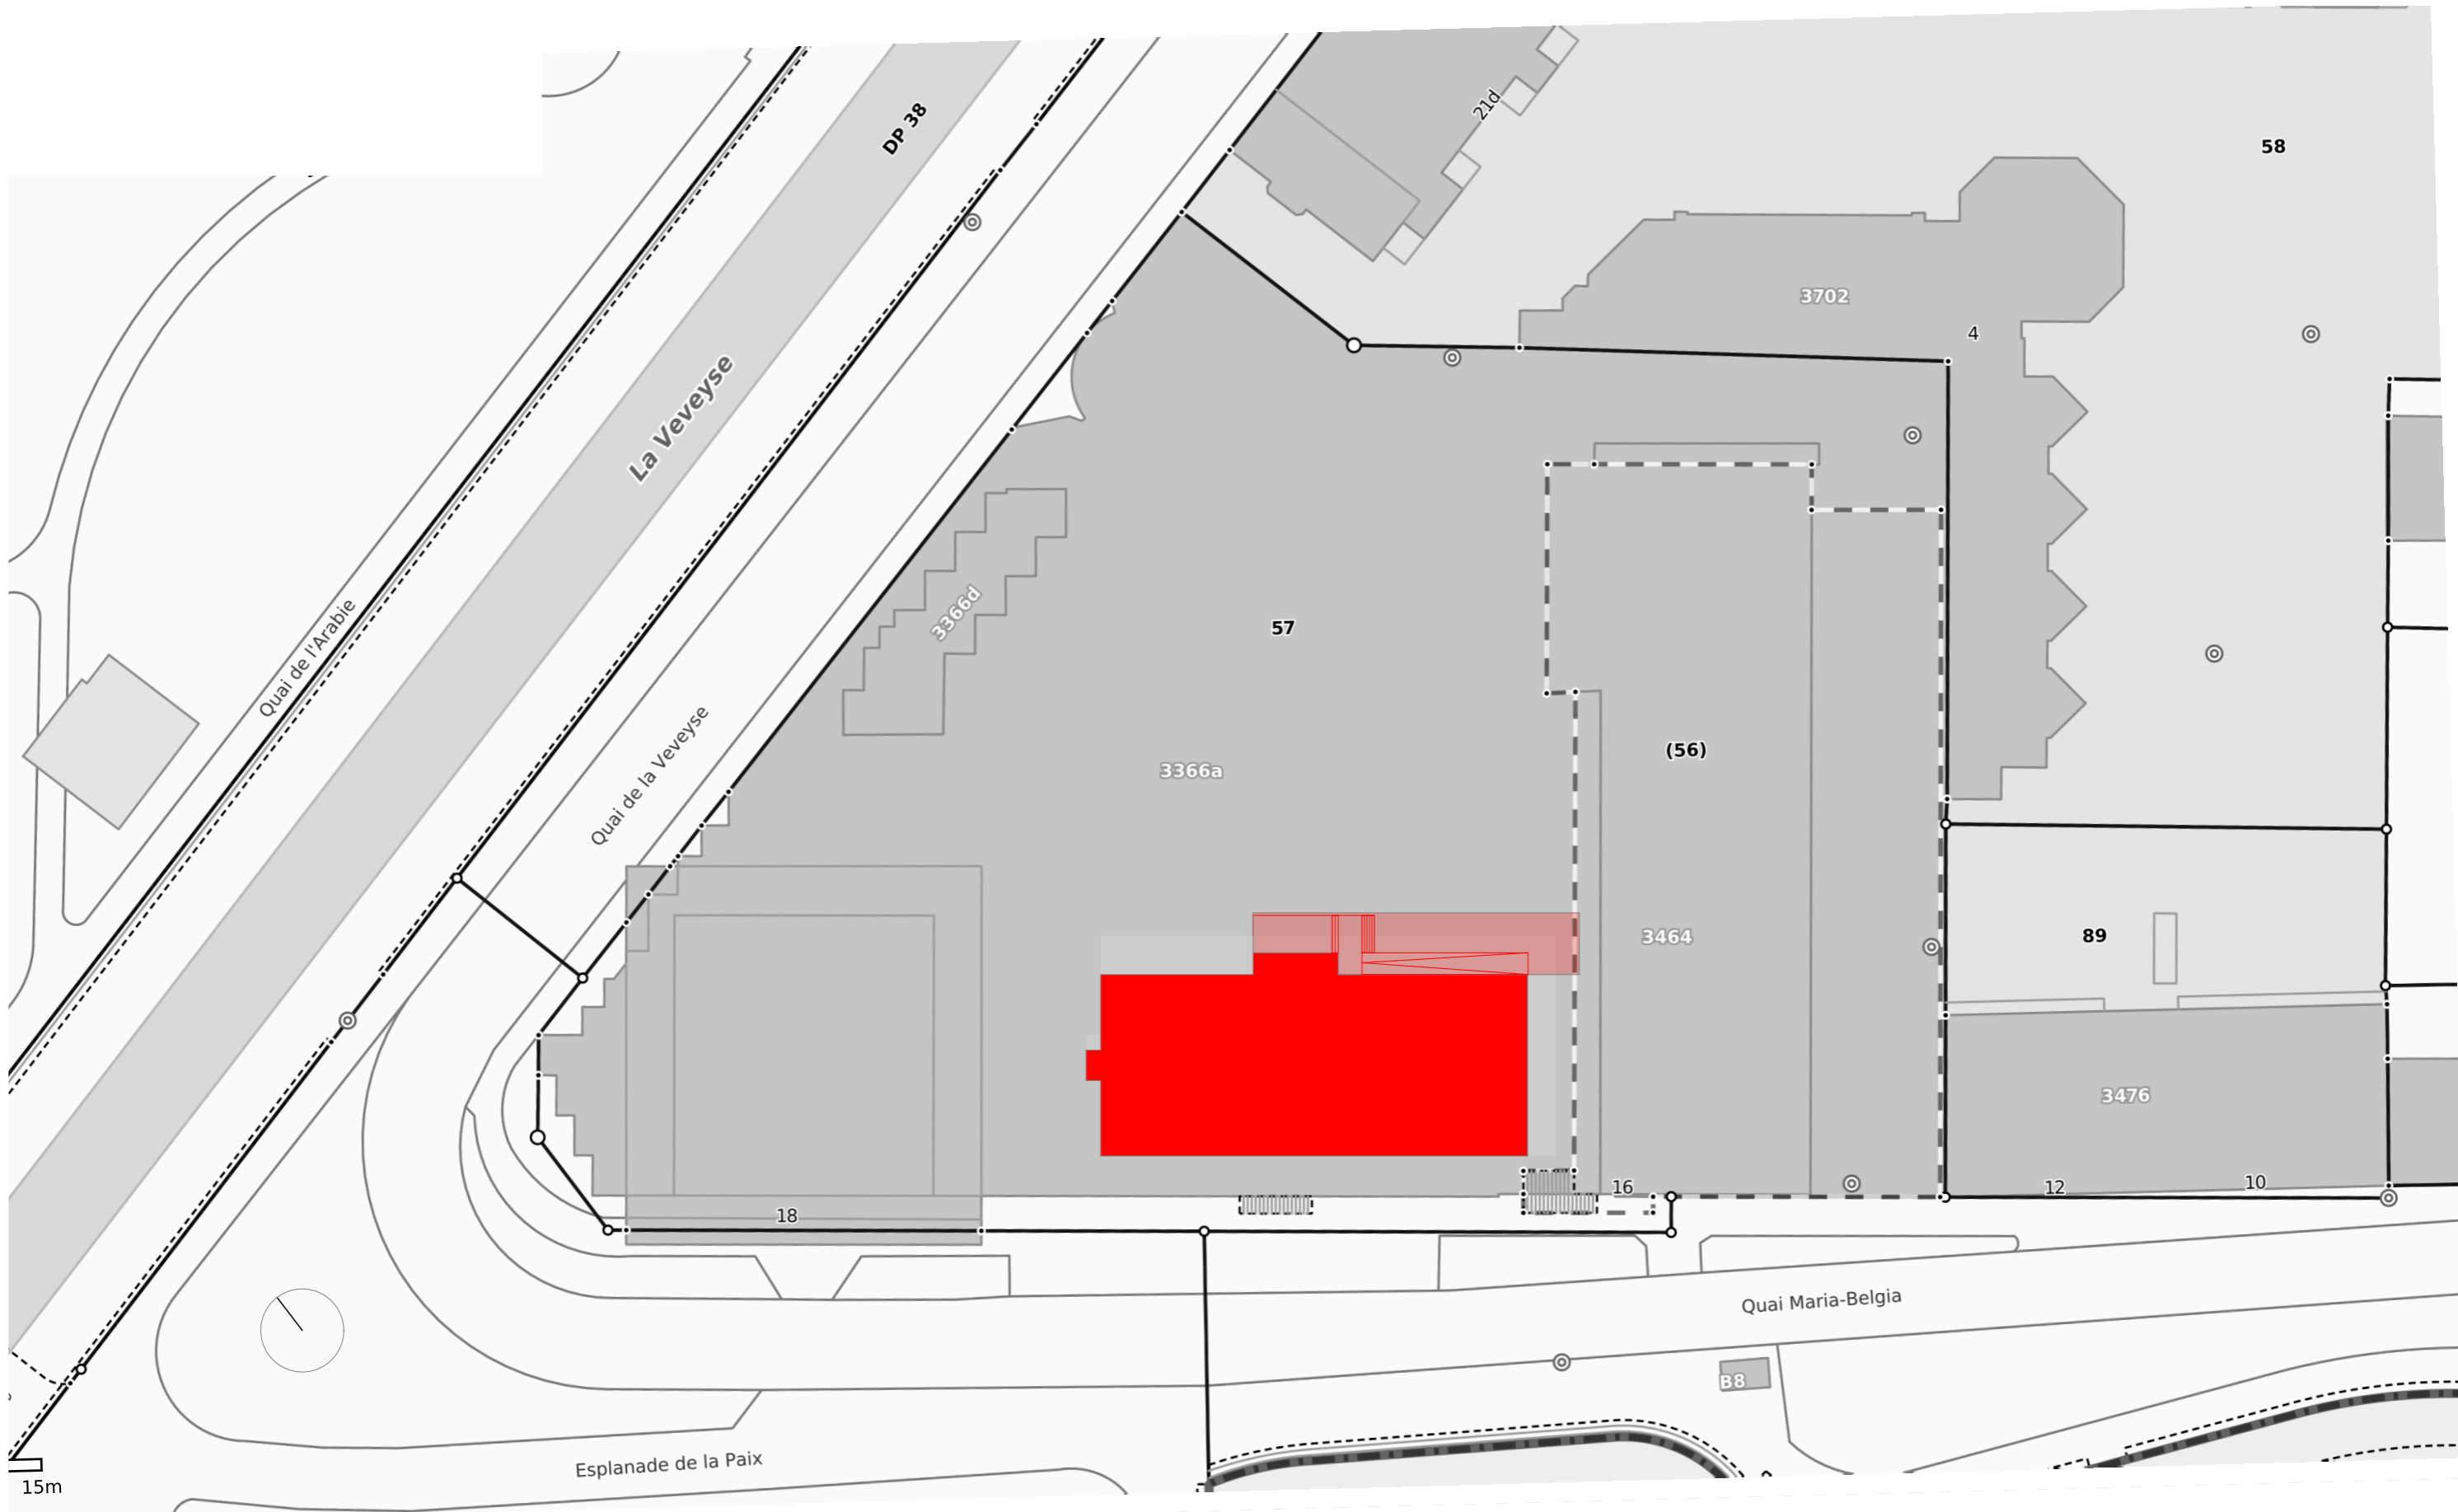 DP 38
21d
58
3702
4
La Veveyse
Quai de l'Arabie
3366d
57
Quai de la Veveyse
(56)
3366a
3464
89
3476
16
12
10
18
Quai Maria-Belgia
B8
Esplanade de la Paix
15m